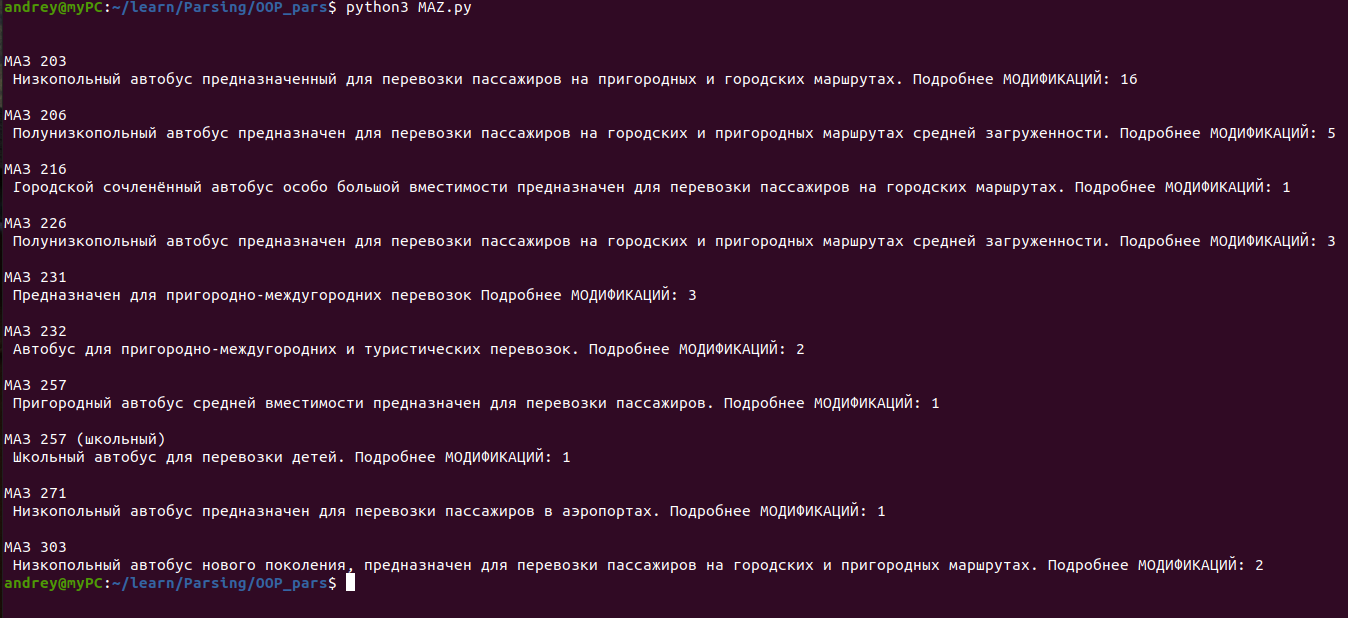 andrey@myPC:~/learn/Parsing/OOP_pars$ python3 MAZ.py
МАЗ 203
Низкопольный автобус предназначенный для перевозки пассажиров на пригородных и городских маршрутах. Подробнее МОДИФИКАЦИЙ: 16
МАЗ 206
Полунизкопольный автобус предназначен для перевозки пассажиров на городских и пригородных маршрутах средней загруженности. Подробнее МОДИФИКАЦИЙ: 5
МАЗ 216
Городской сочленённый автобус особо большой вместимости предназначен для перевозки пассажиров на городских маршрутах. Подробнее МОДИФИКАЦИЙ: 1
МАЗ 226
Полунизкопольный автобус предназначен для перевозки пассажиров на городских и пригородных маршрутах средней загруженности. Подробнее МОДИФИКАЦИЙ: 3
МАЗ 231
Предназначен для пригородно-междугородних перевозок Подробнее МОДИФИКАЦИЙ: 3
МАЗ 232
Автобус для пригородно-междугородних и туристических перевозок. Подробнее МОДИФИКАЦИЙ: 2
МАЗ 257
Пригородный автобус средней вместимости предназначен для перевозки пассажиров. Подробнее МОДИФИКАЦИЙ: 1
МАЗ 257 (школьный)
Школьный автобус для перевозки детей. Подробнее МОДИФИКАЦИЙ: 1
МАЗ 271
Низкопольный автобус предназначен для перевозки пассажиров в аэропортах. Подробнее МОДИФИКАЦИЙ: 1
МАЗ 303
Низкопольный автобус нового поколения, предназначен для перевозки пассажиров на городских и пригородных маршрутах. Подробнее МОДИФИКАЦИЙ: 2
andrey@myPC:~/learn/Parsing/OOP_pars$